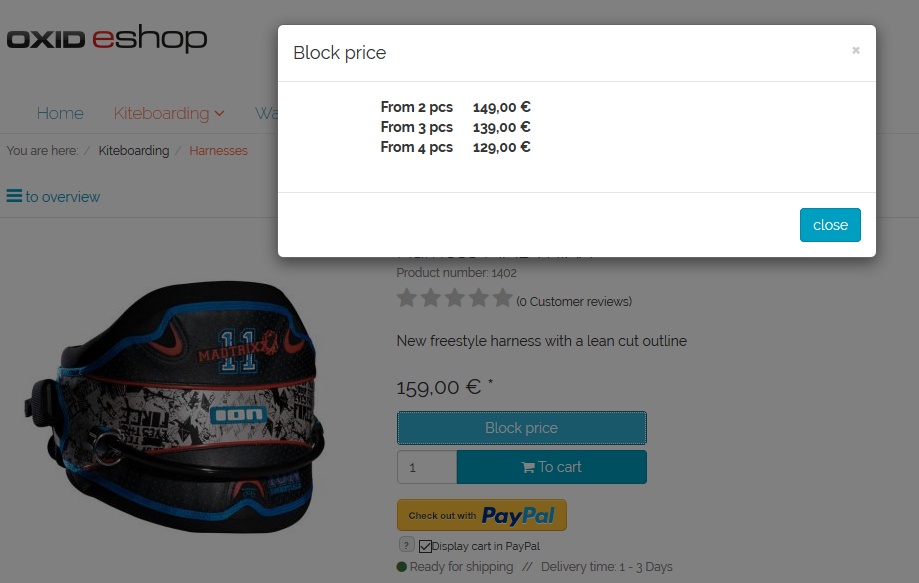 OXID eshop
Block price
×
Home
Kiteboarding
Wa
From 2 pcs 149,00 €
From 3 pcs 139,00 €
From 4 pcs 129,00 €
You are here: / Kiteboarding / Harnesses
to overview
close
Product number: 1402
(0 Customer reviews)
New freestyle harness with a lean cut outline
159,00 € *
Block price
1
To cart
Check out with PayPal
? Display cart in PayPal
Ready for shipping // Delivery time: 1 - 3 Days
11
MADTRIXX
ion